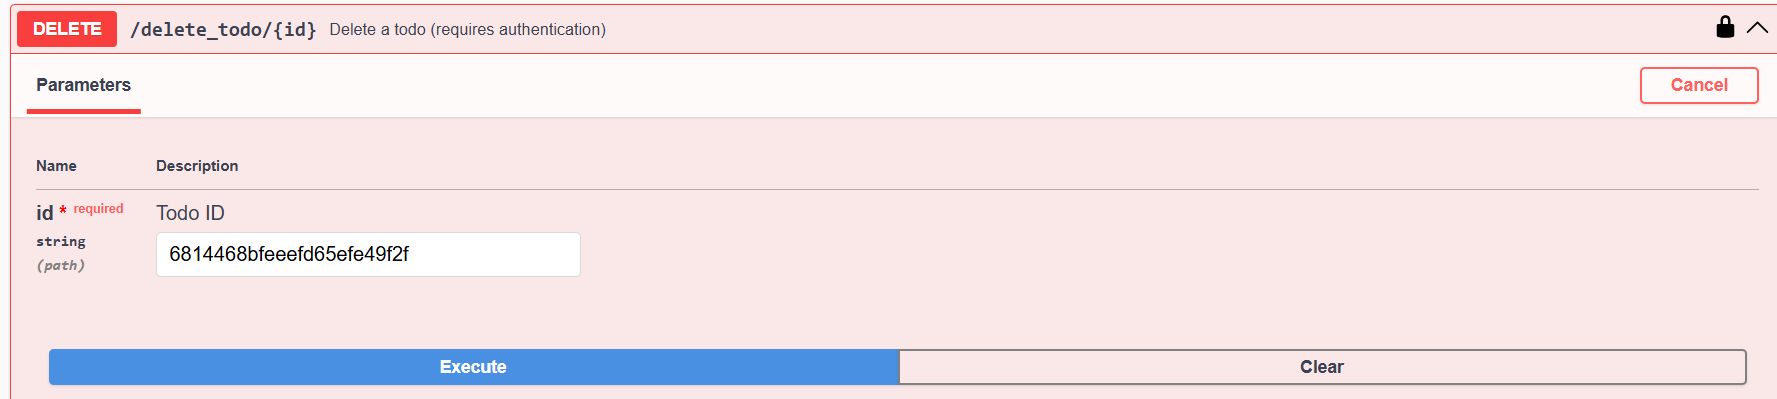 DELETE /delete_todo/{id} Delete a todo (requires authentication)
Parameters Cancel
Name Description
id * required Todo ID
string
(path)
6814468bfeeefd65efe49f2f
Execute Clear